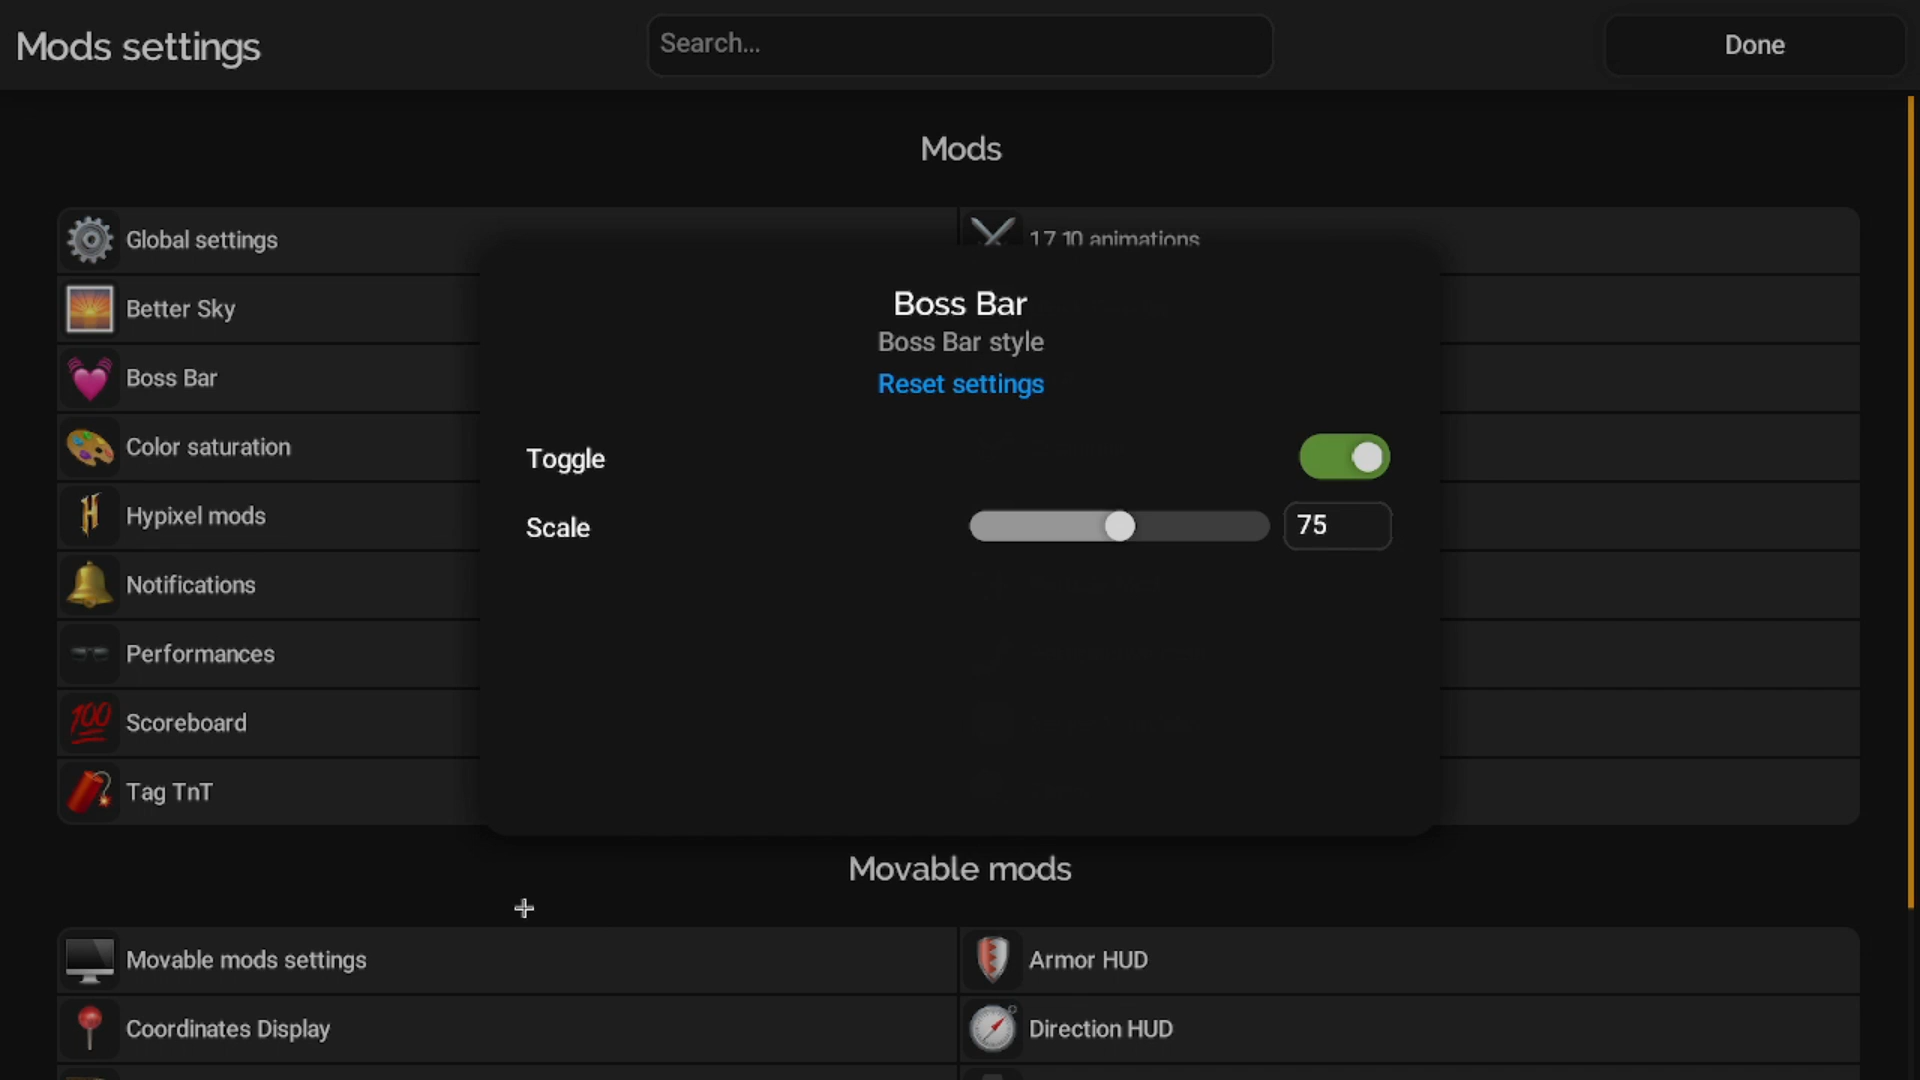 Mods settings
Search...
Done
Mods
Global settings
17 10 animations
Better Sky
Boss Bar
Color saturation
Hypixel mods
Notifications
Performances
Scoreboard
Tag TnT
Boss Bar
Boss Bar style
Reset settings
Toggle
Scale
75
Movable mods
Movable mods settings
Armor HUD
Coordinates Display
Direction HUD